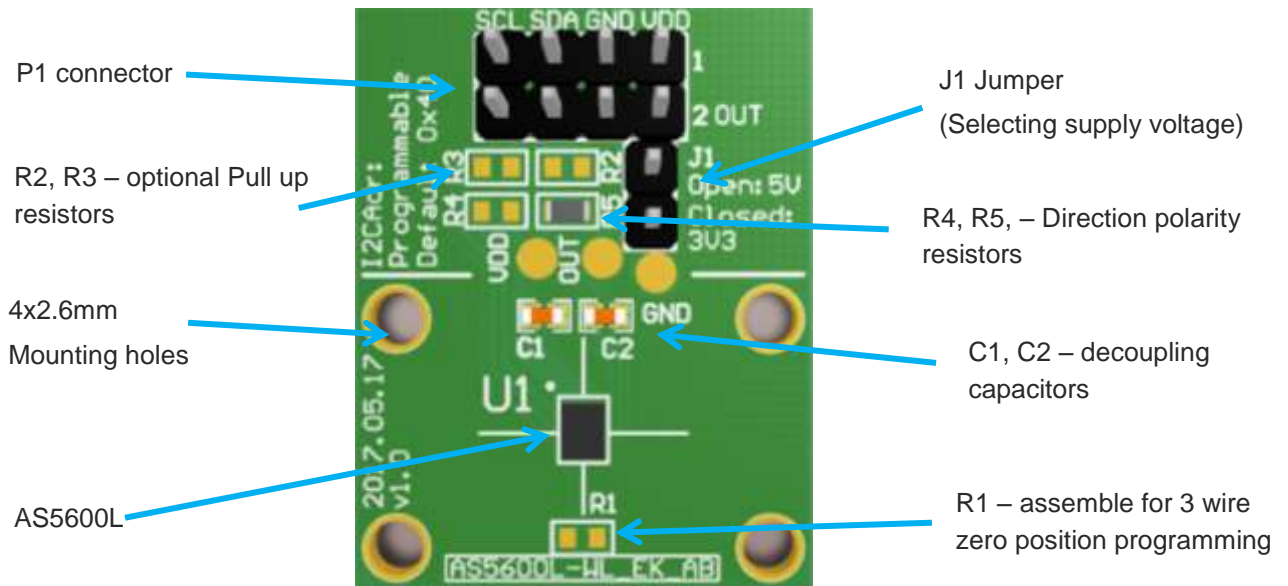 SCL SDA GND VDD
P1 connector
1
2 OUT
J1 Jumper
(Selecting supply voltage)
R2, R3 – optional Pull up
resistors
I2CAdr:
Programmable
Default: 0x40
R3
R2
R4
R5
J1
Open: 5V
Closed:
3V3
R4, R5, – Direction polarity
resistors
VDD
OUT
GND
4x2.6mm
Mounting holes
C1
C2
C1, C2 – decoupling
capacitors
U1
2017.05.17
v1.0
AS5600L
R1
R1 – assemble for 3 wire
zero position programming
AS5600L-WL_EK_AB